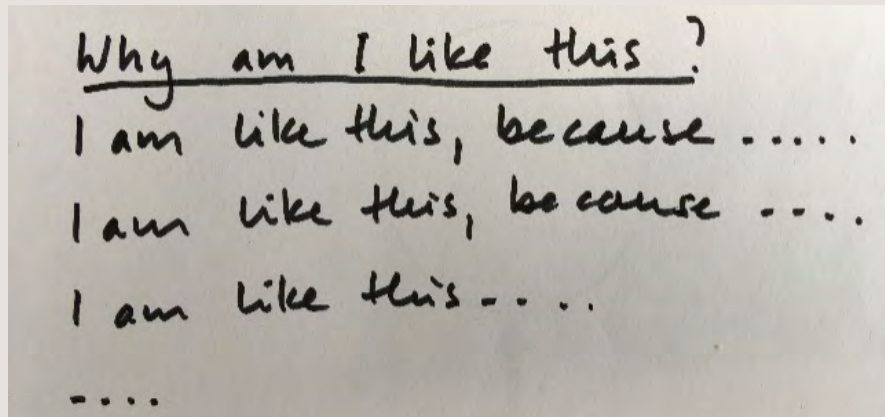 Why am I like this?
I am like this, because .....
I am like this, because ....
I am like this ....
....